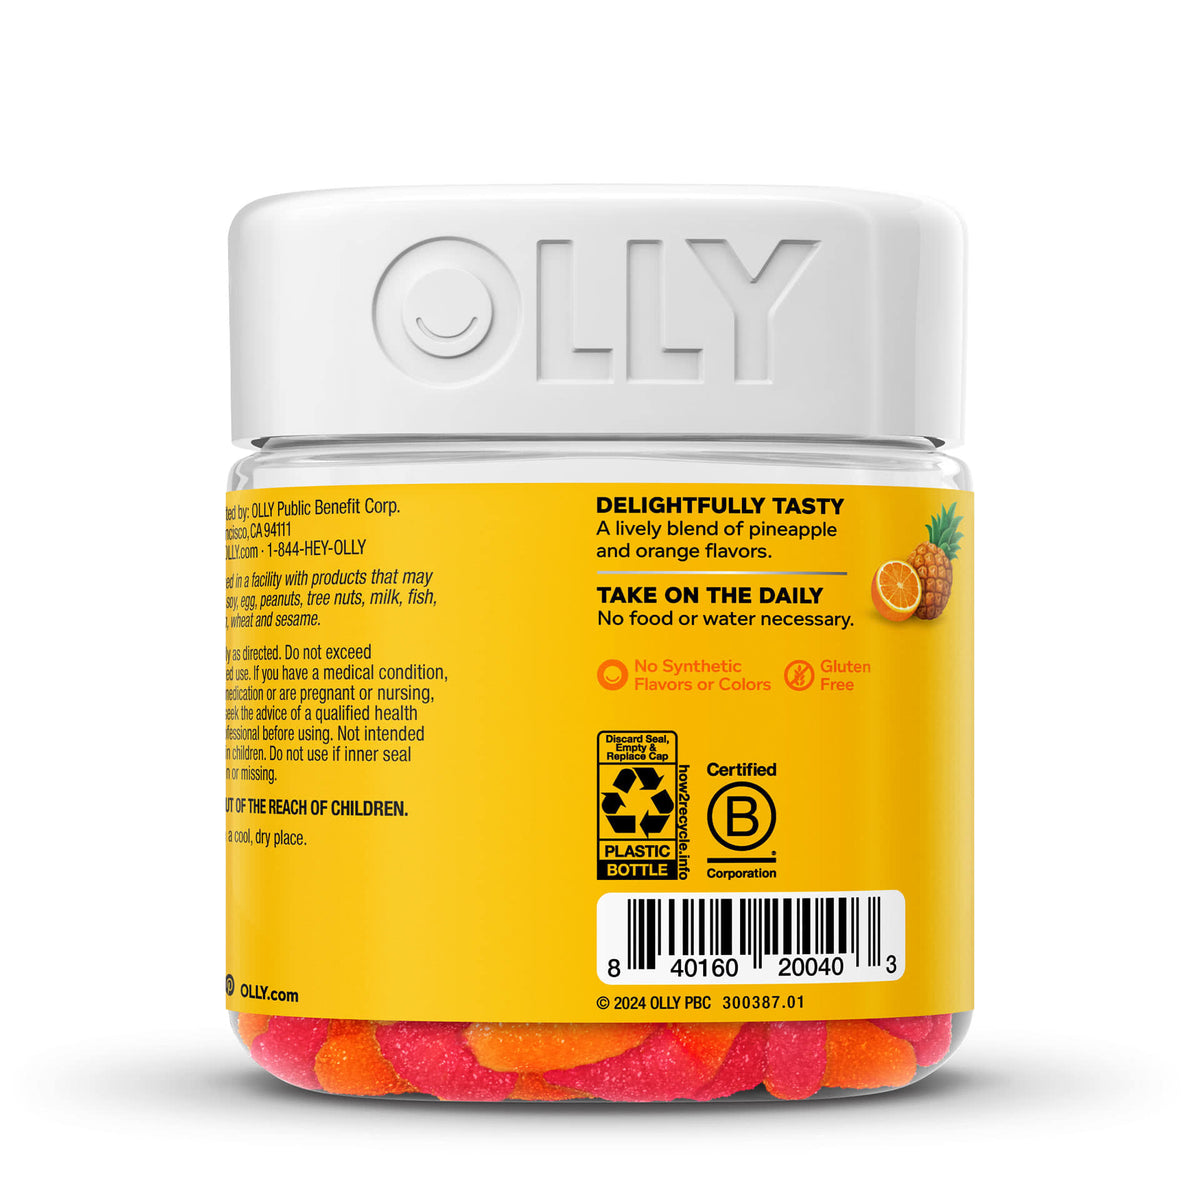 OLLY
by: OLLY Public Benefit Corp.
CA 94111
OLLY.com · 1-844-HEY-OLLY
in a facility with products that may
soy, egg, peanuts, tree nuts, milk, fish,
wheat and sesame.
as directed. Do not exceed
use. If you have a medical condition,
medication or are pregnant or nursing,
seek the advice of a qualified health
before using. Not intended
children. Do not use if inner seal
or missing.
OF THE REACH OF CHILDREN.
a cool, dry place.
OLLY.com
DELIGHTFULLY TASTY
A lively blend of pineapple
and orange flavors.
TAKE ON THE DAILY
No food or water necessary.
No Synthetic
Flavors or Colors
Gluten
Free
Discard Seal,
Empty &
Replace Cap
PLASTIC
BOTTLE
how2recycle.info
Certified
B
®
Corporation
8 40160 20040 3
© 2024 OLLY PBC 300387.01